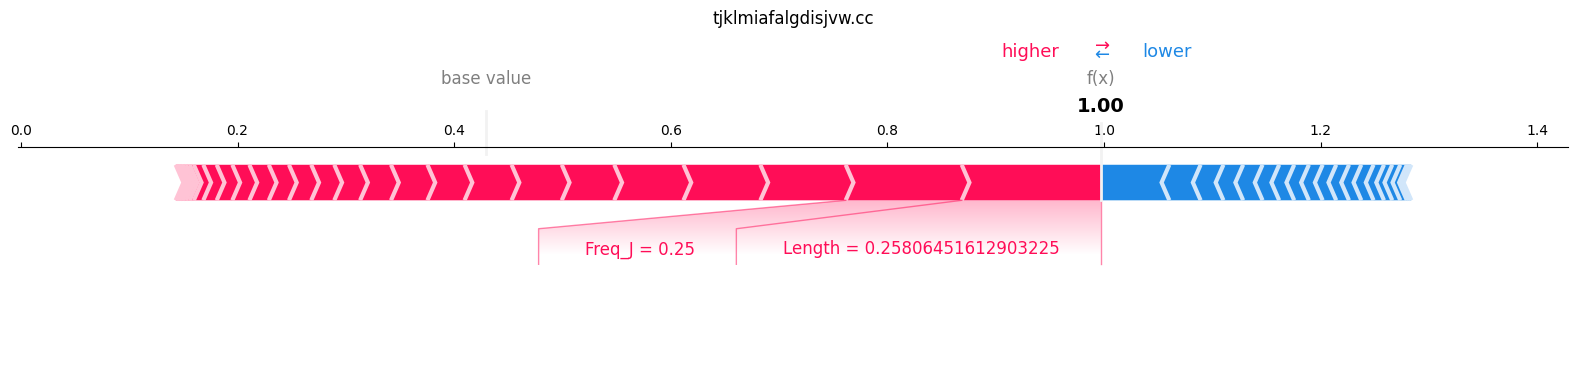 tjklmiafalgdisjvw.cc
higher ⇄ lower
base value f(x)
1.00
0.0 0.2 0.4 0.6 0.8 1.0 1.2 1.4
Freq_J = 0.25 Length = 0.25806451612903225